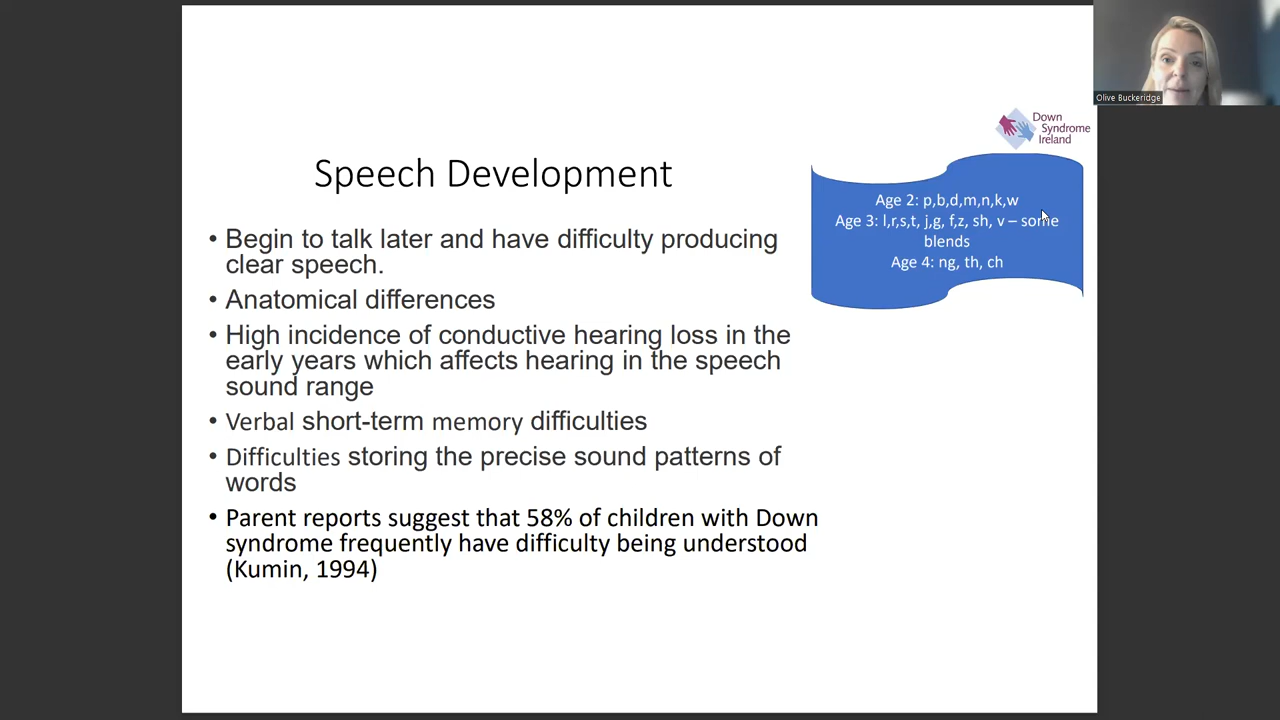 Olive Buckeridge
Down
Syndrome
Ireland
Speech Development
Age 2: p,b,d,m,n,k,w
Age 3: l,r,s,t, j,g, f,z, sh, v – some
blends
Age 4: ng, th, ch
• Begin to talk later and have difficulty producing
clear speech.
• Anatomical differences
• High incidence of conductive hearing loss in the
early years which affects hearing in the speech
sound range
• Verbal short-term memory difficulties
• Difficulties storing the precise sound patterns of
words
• Parent reports suggest that 58% of children with Down
syndrome frequently have difficulty being understood
(Kumin, 1994)